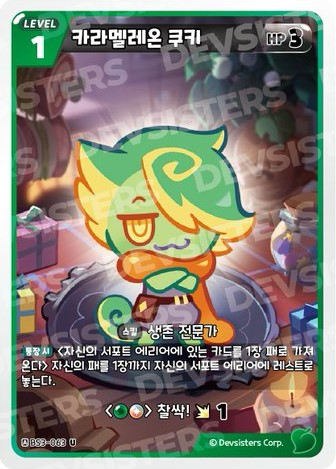 LEVEL
1
카라멜레온 쿠키
HP 3
DEVSISTERS
스킬 생존 전문가
등장 시 <자신의 서포트 에리어에 있는 카드를 1장 패로 가져
온다> 자신의 패를 1장까지 자신의 서포트 에리어에 레스트로
놓는다.
< > 찰싹! 1
A BS3-063 U
© Devsisters Corp.